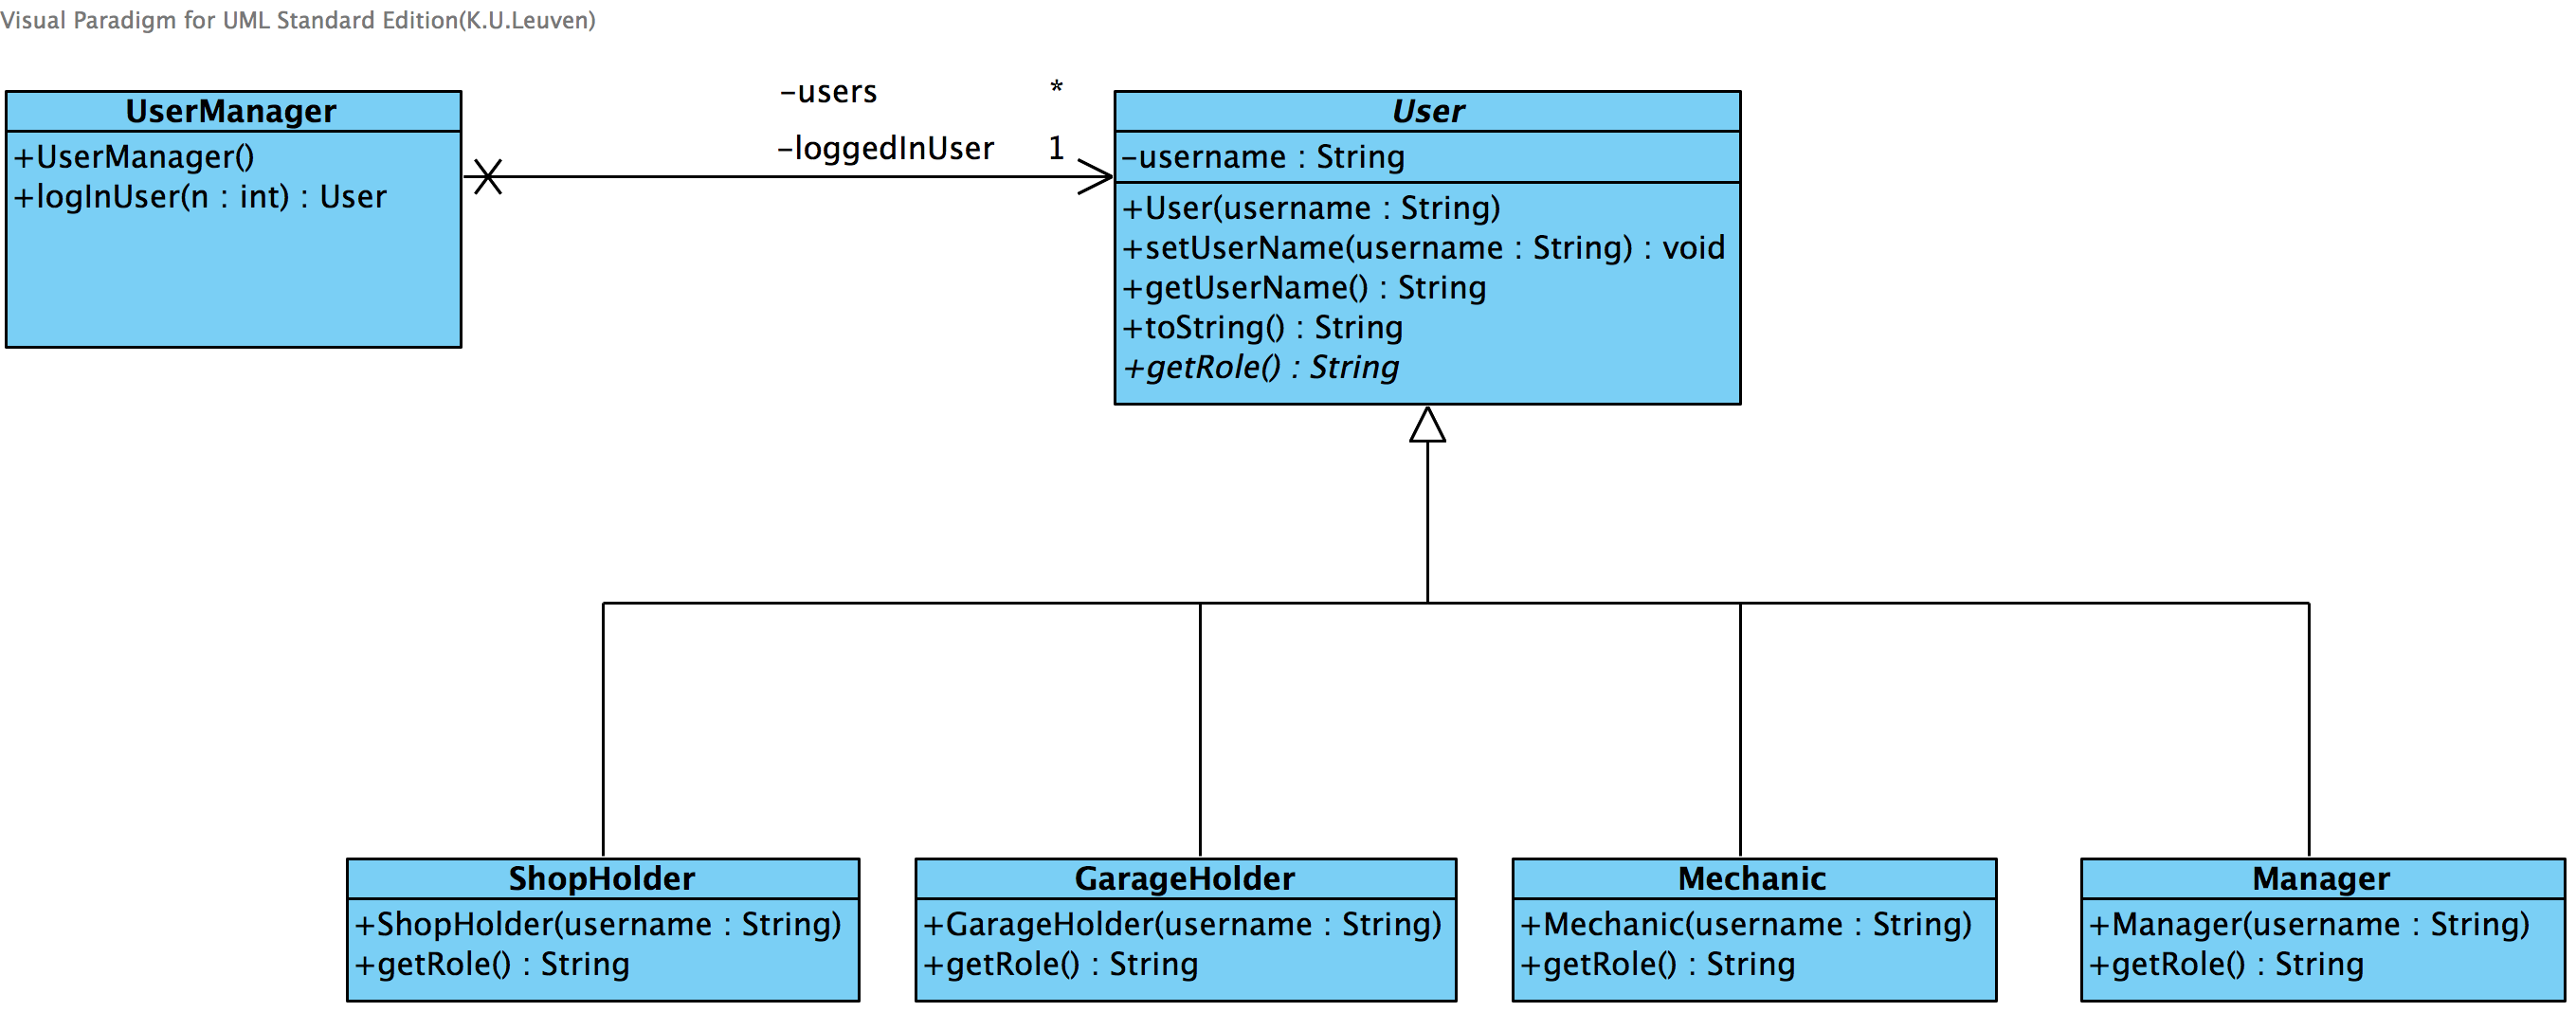 Visual Paradigm for UML Standard Edition(K.U.Leuven)
UserManager
+UserManager()
+logInUser(n : int) : User
-users *
-loggedInUser 1
User
-username : String
+User(username : String)
+setUserName(username : String) : void
+getUserName() : String
+toString() : String
+getRole() : String
ShopHolder
+ShopHolder(username : String)
+getRole() : String
GarageHolder
+GarageHolder(username : String)
+getRole() : String
Mechanic
+Mechanic(username : String)
+getRole() : String
Manager
+Manager(username : String)
+getRole() : String